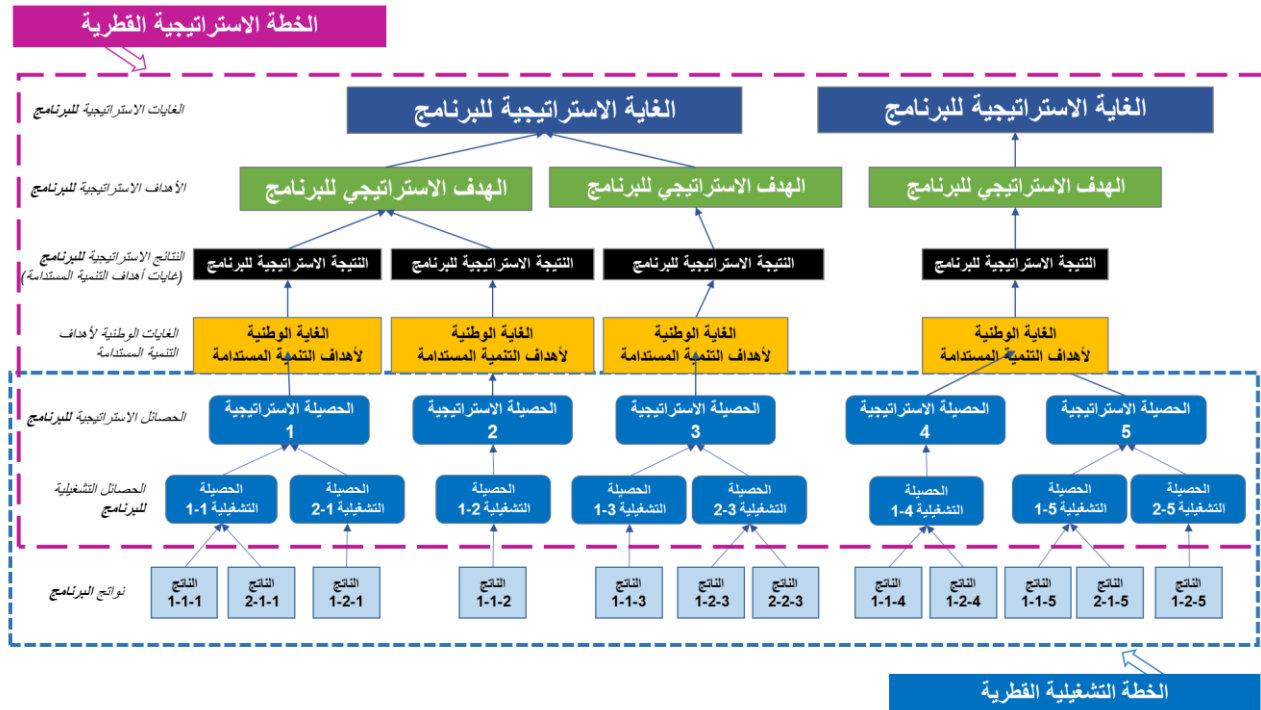 الخطة الاستراتيجية القطرية
الغايات الاستراتيجية للبرنامج
الغاية الاستراتيجية للبرنامج
الغاية الاستراتيجية للبرنامج
الأهداف الاستراتيجية للبرنامج
الهدف الاستراتيجي للبرنامج
الهدف الاستراتيجي للبرنامج
الهدف الاستراتيجي للبرنامج
النتائج الاستراتيجية للبرنامج
(غايات أهداف التنمية المستدامة)
النتيجة الاستراتيجية للبرنامج
النتيجة الاستراتيجية للبرنامج
النتيجة الاستراتيجية للبرنامج
النتيجة الاستراتيجية للبرنامج
الغايات الوطنية لأهداف
التنمية المستدامة
الغاية الوطنية
لأهداف التنمية المستدامة
الغاية الوطنية
لأهداف التنمية المستدامة
الغاية الوطنية
لأهداف التنمية المستدامة
الغاية الوطنية
لأهداف التنمية المستدامة
الحصائل الاستراتيجية للبرنامج
الحصيلة الاستراتيجية
1
الحصيلة الاستراتيجية
2
الحصيلة الاستراتيجية
3
الحصيلة الاستراتيجية
4
الحصيلة الاستراتيجية
5
الحصائل التشغيلية
للبرنامج
الحصيلة
التشغيلية 1-1
الحصيلة
التشغيلية 1-2
الحصيلة
التشغيلية 2-1
الحصيلة
التشغيلية 3-1
الحصيلة
التشغيلية 3-2
الحصيلة
التشغيلية 4-1
الحصيلة
التشغيلية 5-1
الحصيلة
التشغيلية 5-2
نواتج البرنامج
الناتج
1-1-1
الناتج
2-1-1
الناتج
1-2-1
الناتج
1-1-2
الناتج
1-1-3
الناتج
1-2-3
الناتج
2-2-3
الناتج
1-1-4
الناتج
1-2-4
الناتج
1-1-5
الناتج
2-1-5
الناتج
1-2-5
الخطة التشغيلية القطرية